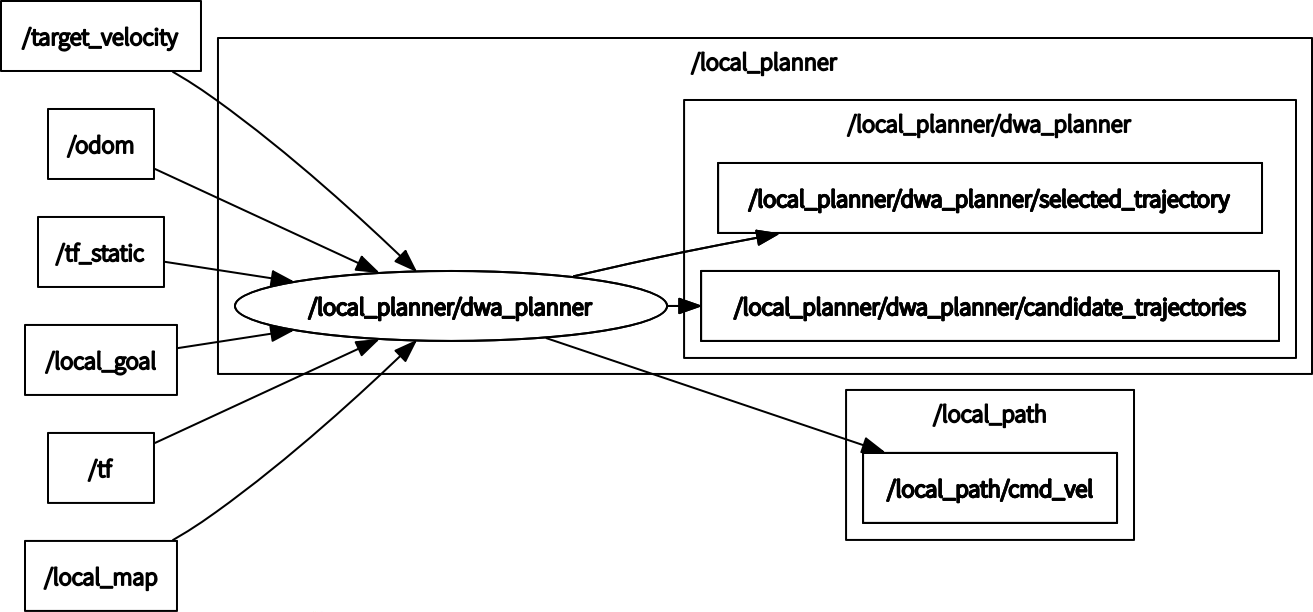 /target_velocity
/local_planner
/local_planner/dwa_planner
/odom
/local_planner/dwa_planner/selected_trajectory
/tf_static
/local_planner/dwa_planner
/local_planner/dwa_planner/candidate_trajectories
/local_goal
/local_path
/tf
/local_path/cmd_vel
/local_map